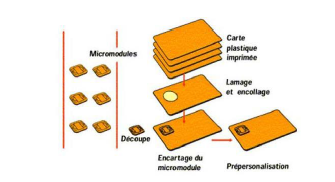 Carte
plastique
imprimée
Micromodules
Lamage
et encollage
Découpe
Encartage du
micromodule
Prépersonalisation